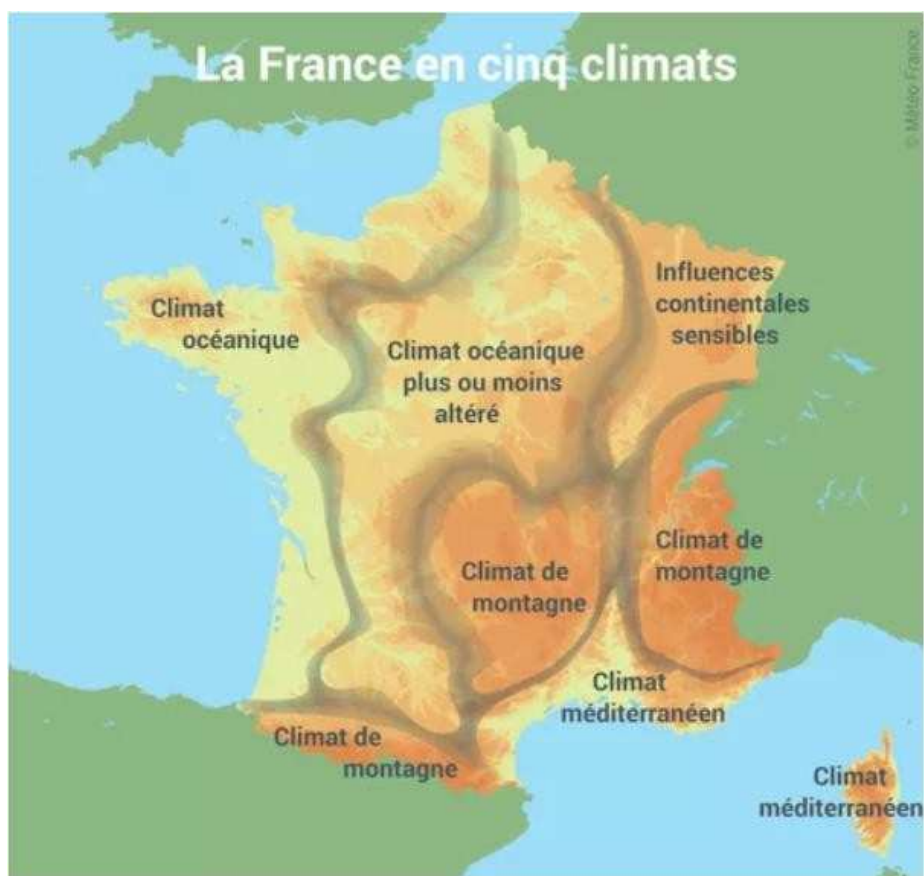 La France en cinq climats
© Météo France
Climat
océanique
Climat océanique
plus ou moins
altéré
Influences
continentales
sensibles
Climat de
montagne
Climat de
montagne
Climat
méditerranéen
Climat de
montagne
Climat
méditerranéen